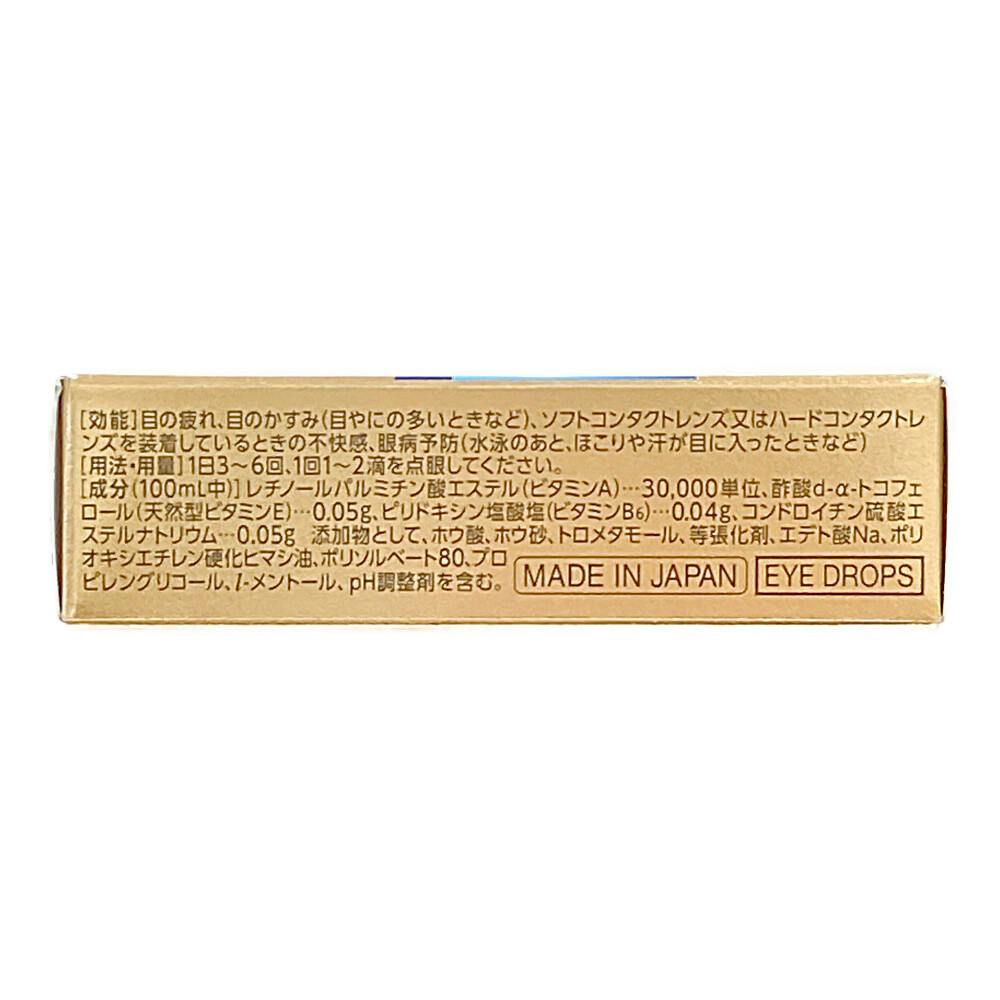 [効能]目の疲れ、目のかすみ(目やにの多いときなど)、ソフトコンタクトレンズ又はハードコンタクトレ
ンズを装着しているときの不快感、眼病予防(水泳のあと、ほこりや汗が目に入ったときなど)
[用法・用量]1日3〜6回、1回1〜2滴を点眼してください。
[成分(100mL中)]レチノールパルミチン酸エステル(ビタミンA)…30,000単位、酢酸d-α-トコフェ
ロール(天然型ビタミンE)…0.05g、ピリドキシン塩酸塩(ビタミンB6)…0.04g、コンドロイチン硫酸エ
ステルナトリウム…0.05g 添加物として、ホウ酸、ホウ砂、トロメタモール、等張化剤、エデト酸Na、ポリ
オキシエチレン硬化ヒマシ油、ポリソルベート80、プロ
ピレングリコール、l-メントール、pH調整剤を含む。
MADE IN JAPAN EYE DROPS